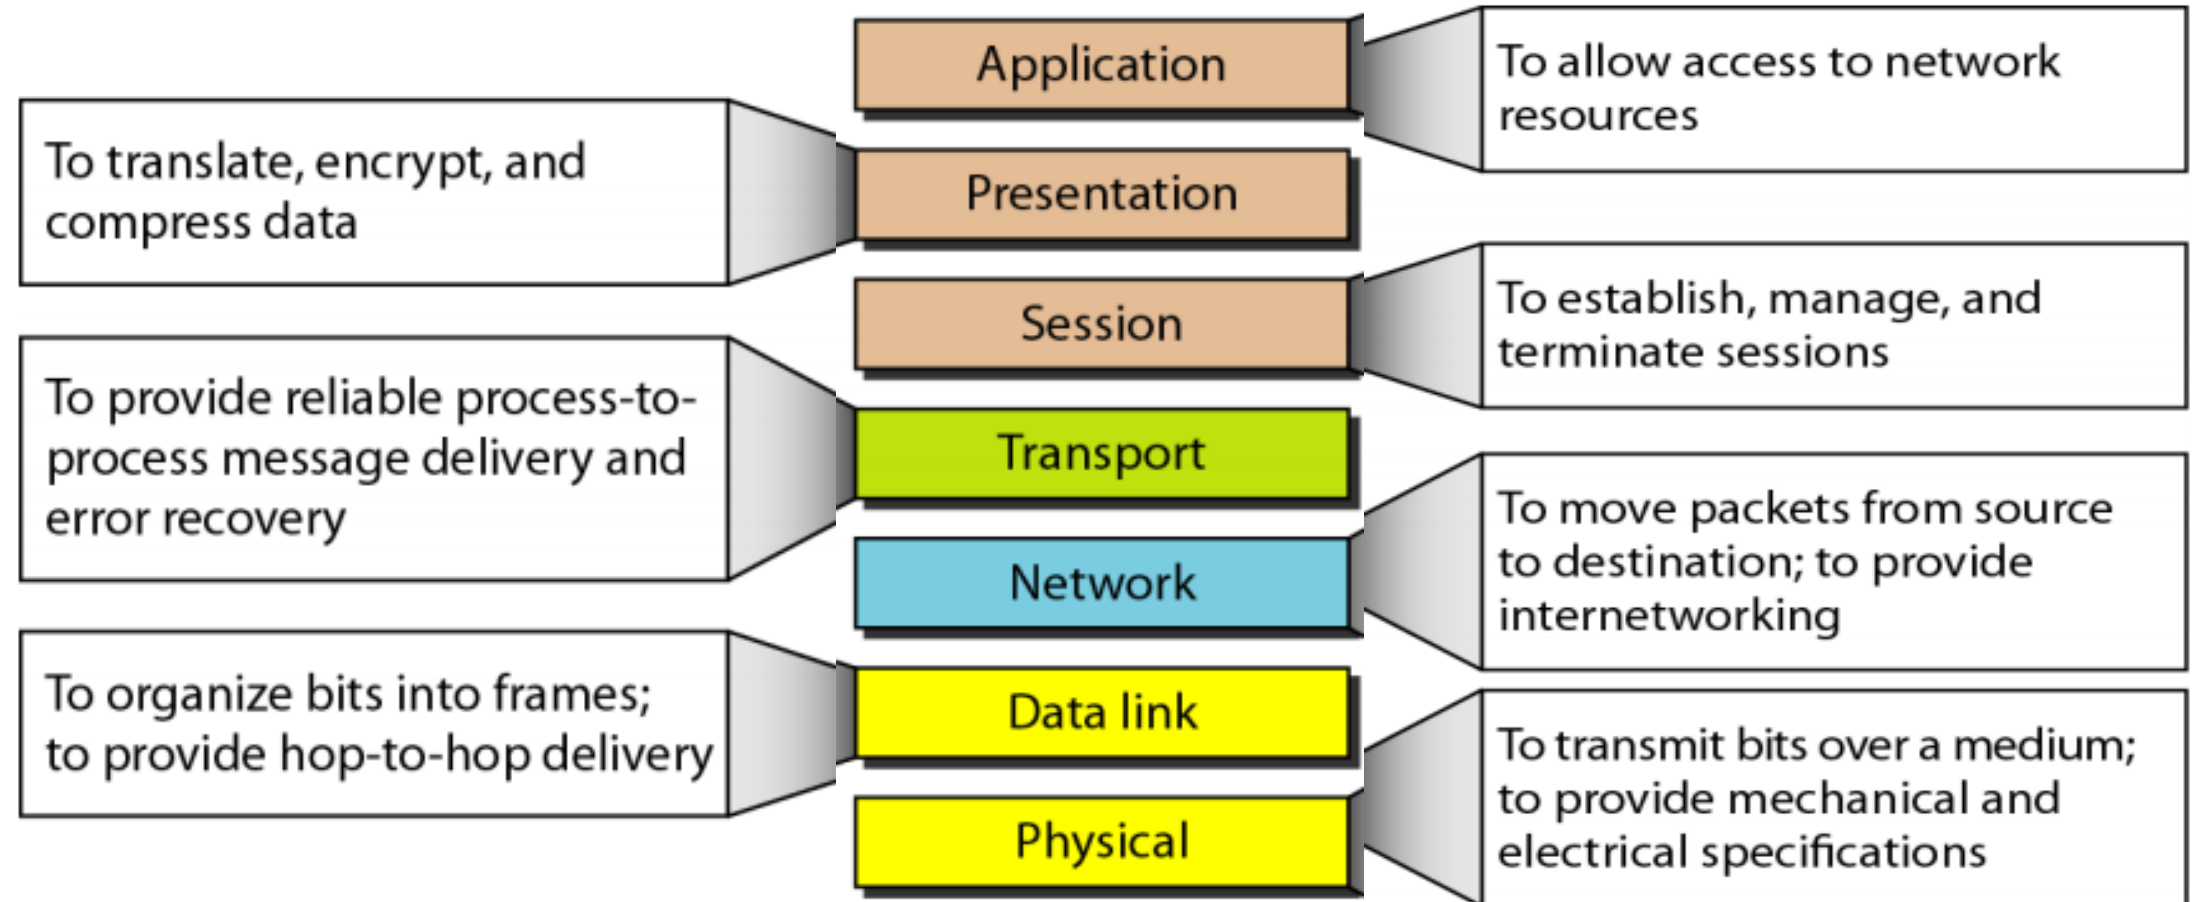 Application
To allow access to network
resources
To translate, encrypt, and
compress data
Presentation
Session
To establish, manage, and
terminate sessions
To provide reliable process-to-
process message delivery and
error recovery
Transport
Network
To move packets from source
to destination; to provide
internetworking
To organize bits into frames;
to provide hop-to-hop delivery
Data link
Physical
To transmit bits over a medium;
to provide mechanical and
electrical specifications